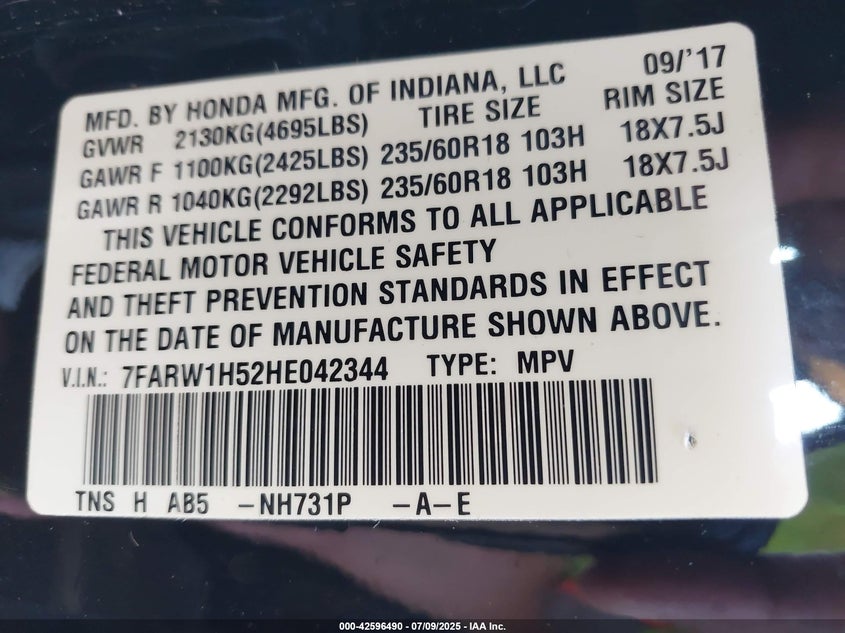 MFD. BY HONDA MFG. OF INDIANA, LLC 09/'17
GVWR 2130KG(4695LBS) TIRE SIZE RIM SIZE
GAWR F 1100KG(2425LBS) 235/60R18 103H 18X7.5J
GAWR R 1040KG(2292LBS) 235/60R18 103H 18X7.5J
THIS VEHICLE CONFORMS TO ALL APPLICABLE
FEDERAL MOTOR VEHICLE SAFETY
AND THEFT PREVENTION STANDARDS IN EFFECT
ON THE DATE OF MANUFACTURE SHOWN ABOVE.
V.I.N.: 7FARW1H52HE042344 TYPE: MPV
TNS H AB5 -NH731P -A-E
000-42596490 - 07/09/2025 - IAA Inc.